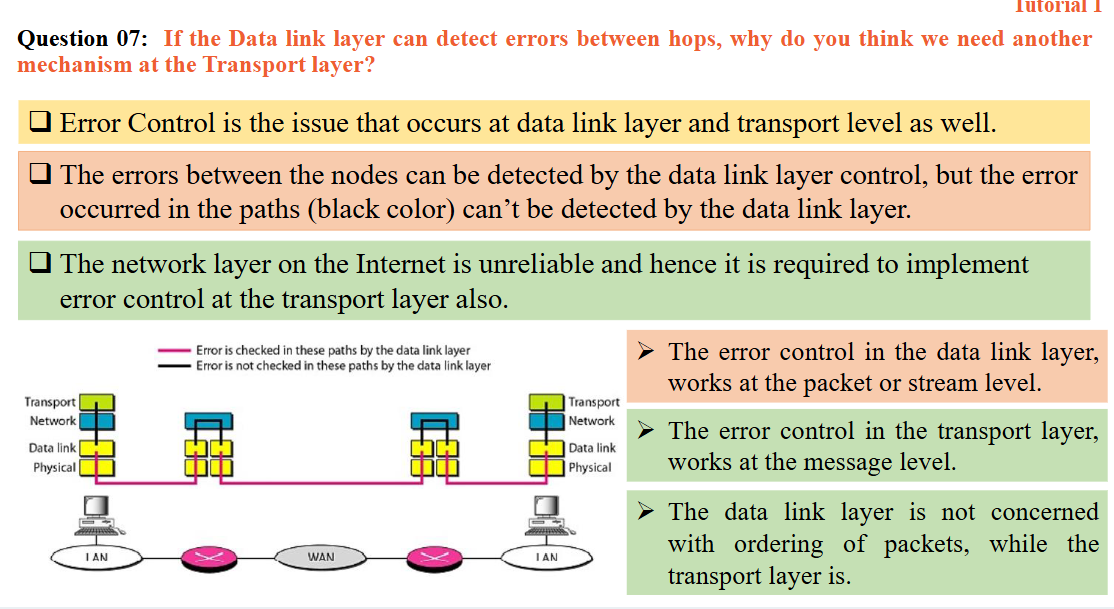 Tutorial 1
Question 07: If the Data link layer can detect errors between hops, why do you think we need another
mechanism at the Transport layer?
❑ Error Control is the issue that occurs at data link layer and transport level as well.
❑ The errors between the nodes can be detected by the data link layer control, but the error
occurred in the paths (black color) can't be detected by the data link layer.
❑ The network layer on the Internet is unreliable and hence it is required to implement
error control at the transport layer also.
Error is checked in these paths by the data link layer
Error is not checked in these paths by the data link layer
Transport
Network
Data link
Physical
Transport
Network
Data link
Physical
LAN
WAN
LAN
➢ The error control in the data link layer,
works at the packet or stream level.
➢ The error control in the transport layer,
works at the message level.
➢ The data link layer is not concerned
with ordering of packets, while the
transport layer is.